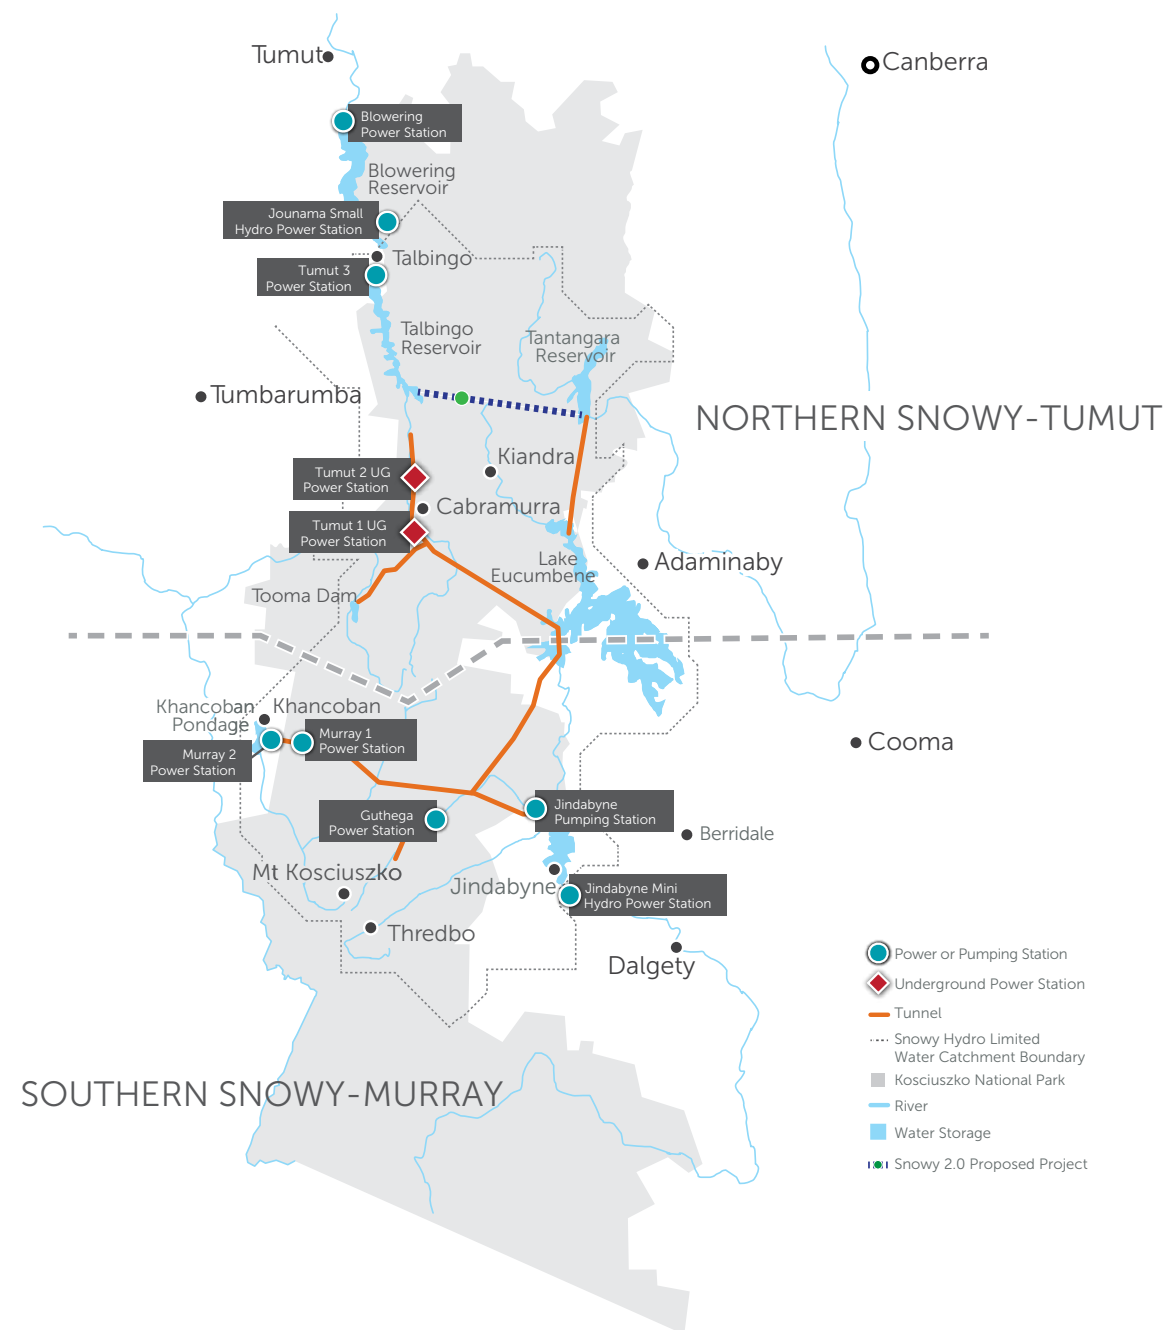 Tumut
Canberra
Blowering
Power Station
Blowering
Reservoir
Jounama Small
Hydro Power Station
Talbingo
Tumut 3
Power Station
Talbingo
Reservoir
Tantangara
Reservoir
Tumbarumba
NORTHERN SNOWY-TUMUT
Kiandra
Tumut 2 UG
Power Station
Cabramurra
Tumut 1 UG
Power Station
Lake
Eucumbene
Adaminaby
Tooma Dam
Khancoban
Pondage
Khancoban
Murray 1
Power Station
Murray 2
Power Station
Cooma
Guthega
Power Station
Jindabyne
Pumping Station
Berridale
Mt Kosciuszko
Jindabyne
Jindabyne Mini
Hydro Power Station
Thredbo
Dalgety
SOUTHERN SNOWY-MURRAY
Power or Pumping Station
Underground Power Station
Tunnel
Snowy Hydro Limited
Water Catchment Boundary
Kosciuszko National Park
River
Water Storage
Snowy 2.0 Proposed Project